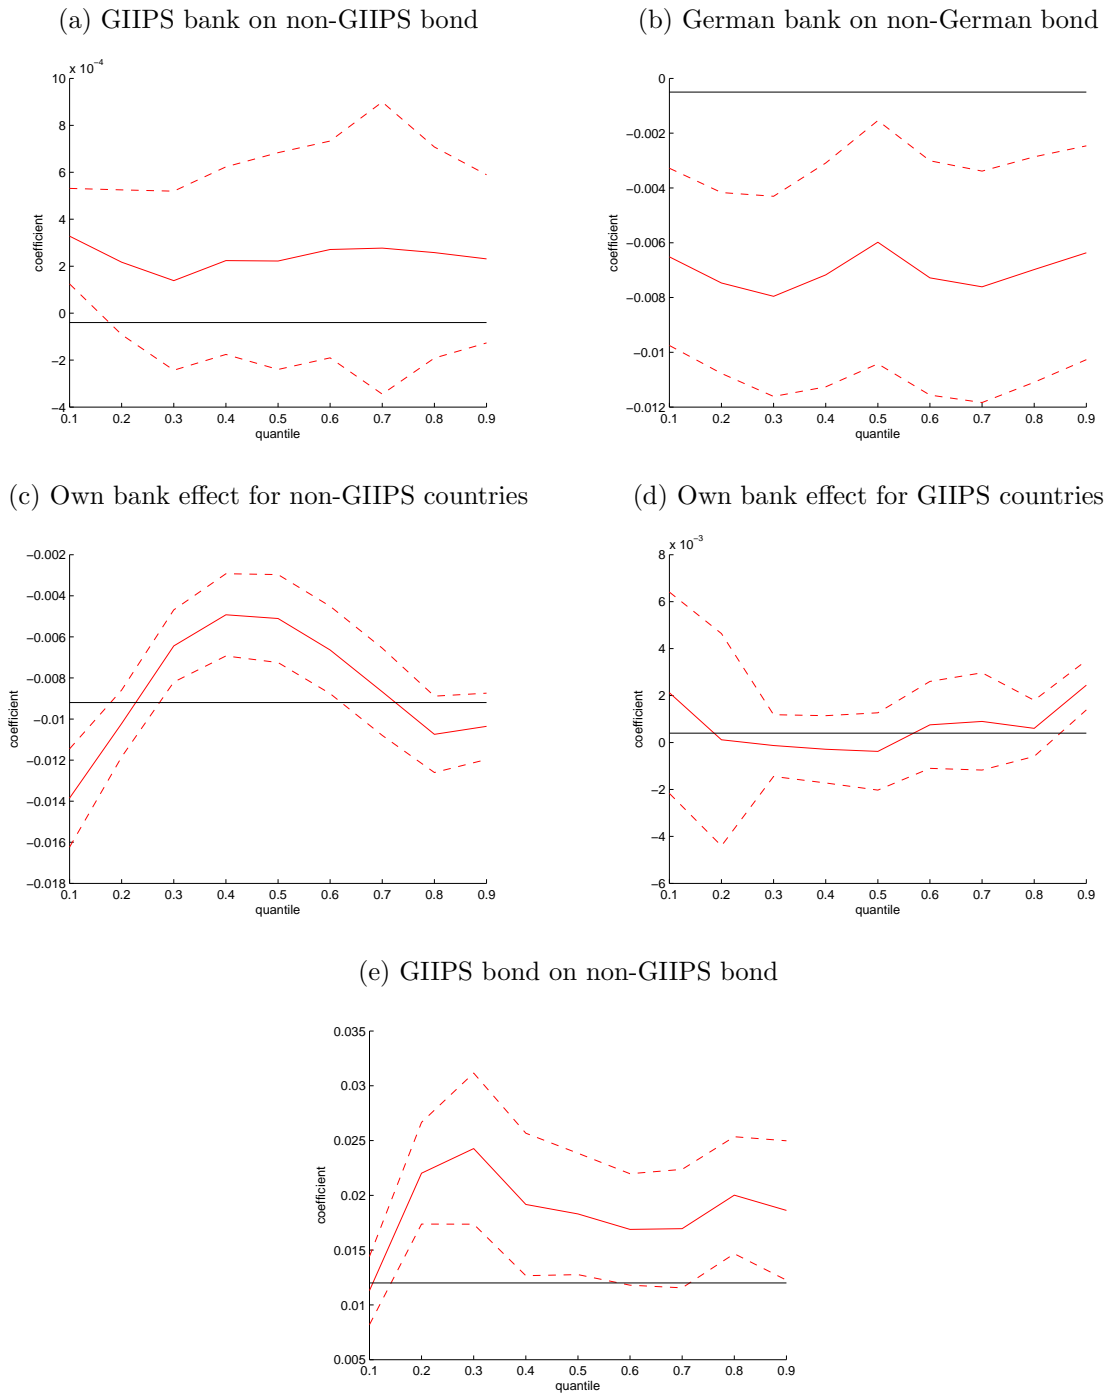 (a) GIIPS bank on non-GIIPS bond
x 10⁻⁴
10
8
6
4
2
0
−2
−4
coefficient
0.1 0.2 0.3 0.4 0.5 0.6 0.7 0.8 0.9
quantile
(b) German bank on non-German bond
0
−0.002
−0.004
−0.006
−0.008
−0.01
−0.012
coefficient
0.1 0.2 0.3 0.4 0.5 0.6 0.7 0.8 0.9
quantile
(c) Own bank effect for non-GIIPS countries
−0.002
−0.004
−0.006
−0.008
−0.01
−0.012
−0.014
−0.016
−0.018
coefficient
0.1 0.2 0.3 0.4 0.5 0.6 0.7 0.8 0.9
quantile
(d) Own bank effect for GIIPS countries
x 10⁻³
8
6
4
2
0
−2
−4
−6
coefficient
0.1 0.2 0.3 0.4 0.5 0.6 0.7 0.8 0.9
quantile
(e) GIIPS bond on non-GIIPS bond
0.035
0.03
0.025
0.02
0.015
0.01
0.005
coefficient
0.1 0.2 0.3 0.4 0.5 0.6 0.7 0.8 0.9
quantile